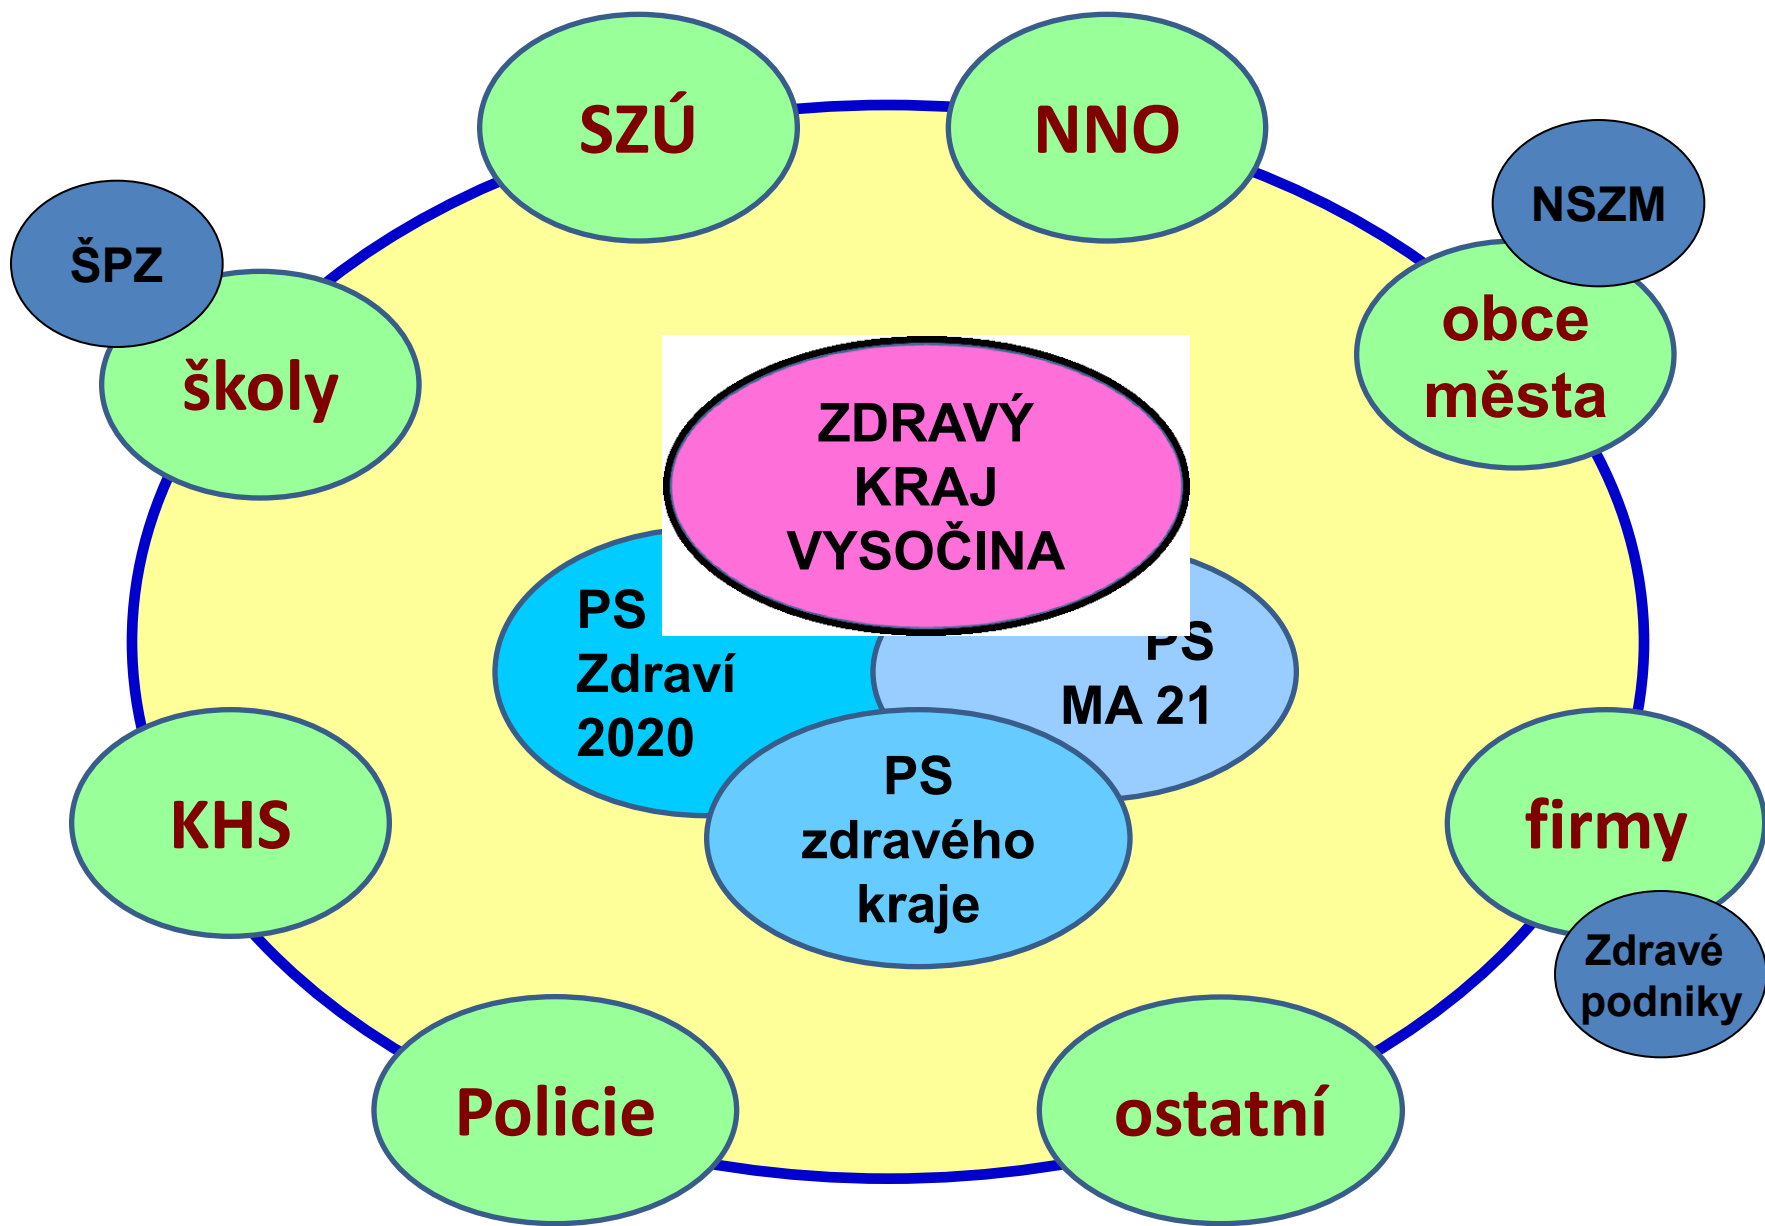 SZÚ
NNO
NSZM
ŠPZ
obce
města
školy
ZDRAVÝ
KRAJ
VYSOČINA
PS
Zdraví
2020
PS
MA 21
PS
zdravého
kraje
KHS
firmy
Zdravé
podniky
Policie
ostatní